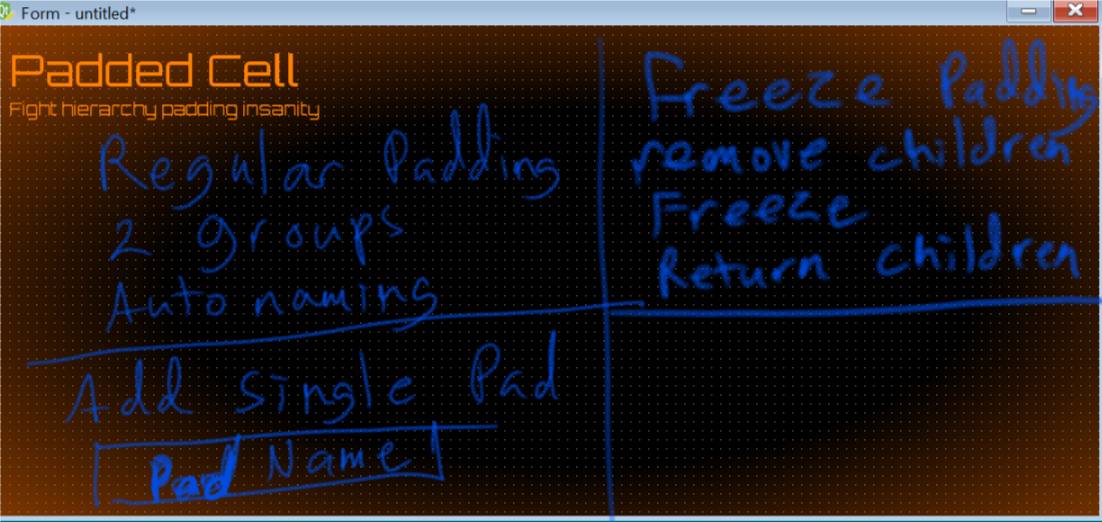 Form - untitled*
Padded Cell
Fight hierarchy padding insanity
Regular Padding
2 groups
Auto naming
Add single Pad
Pad Name
Freeze Padding
remove children
Freeze
Return children